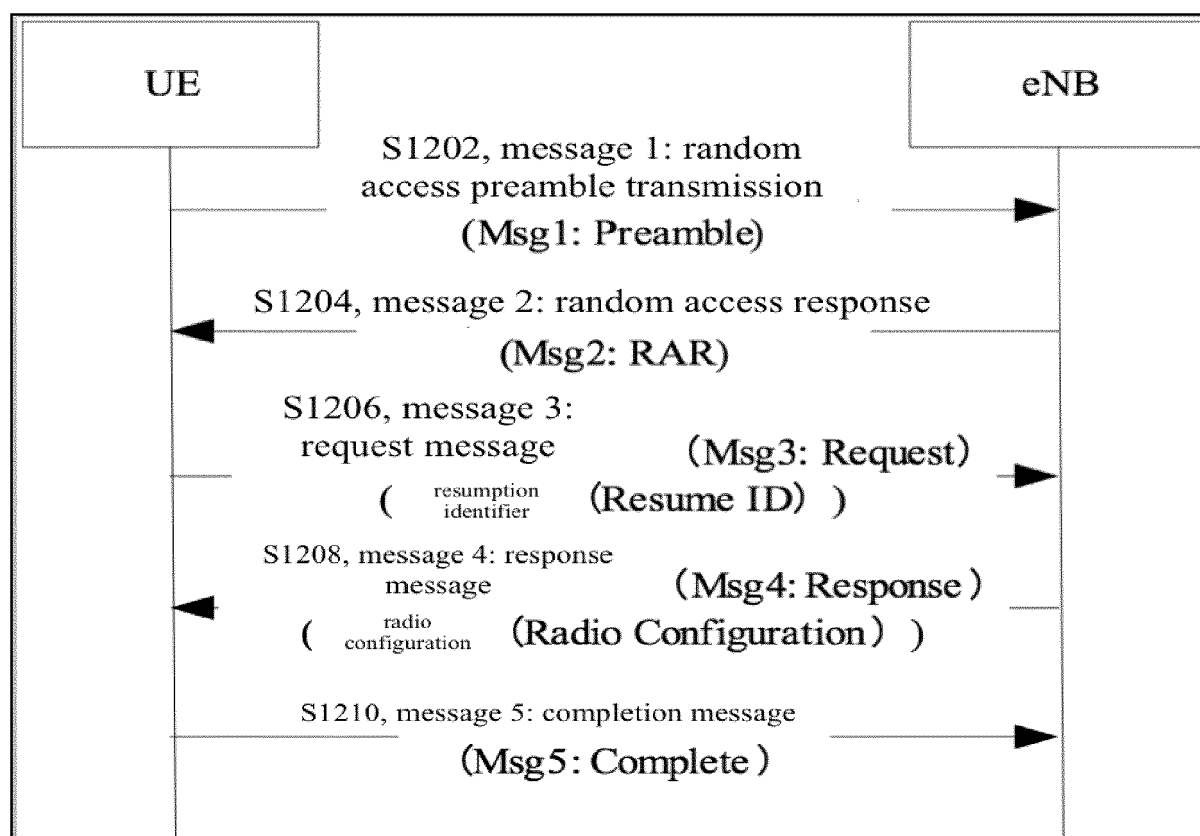 UE
eNB
S1202, message 1: random
access preamble transmission
(Msg1: Preamble)
S1204, message 2: random access response
(Msg2: RAR)
S1206, message 3:
request message (Msg3: Request)
( resumption identifier (Resume ID) )
S1208, message 4: response
message (Msg4: Response)
( radio configuration (Radio Configuration) )
S1210, message 5: completion message
(Msg5: Complete)